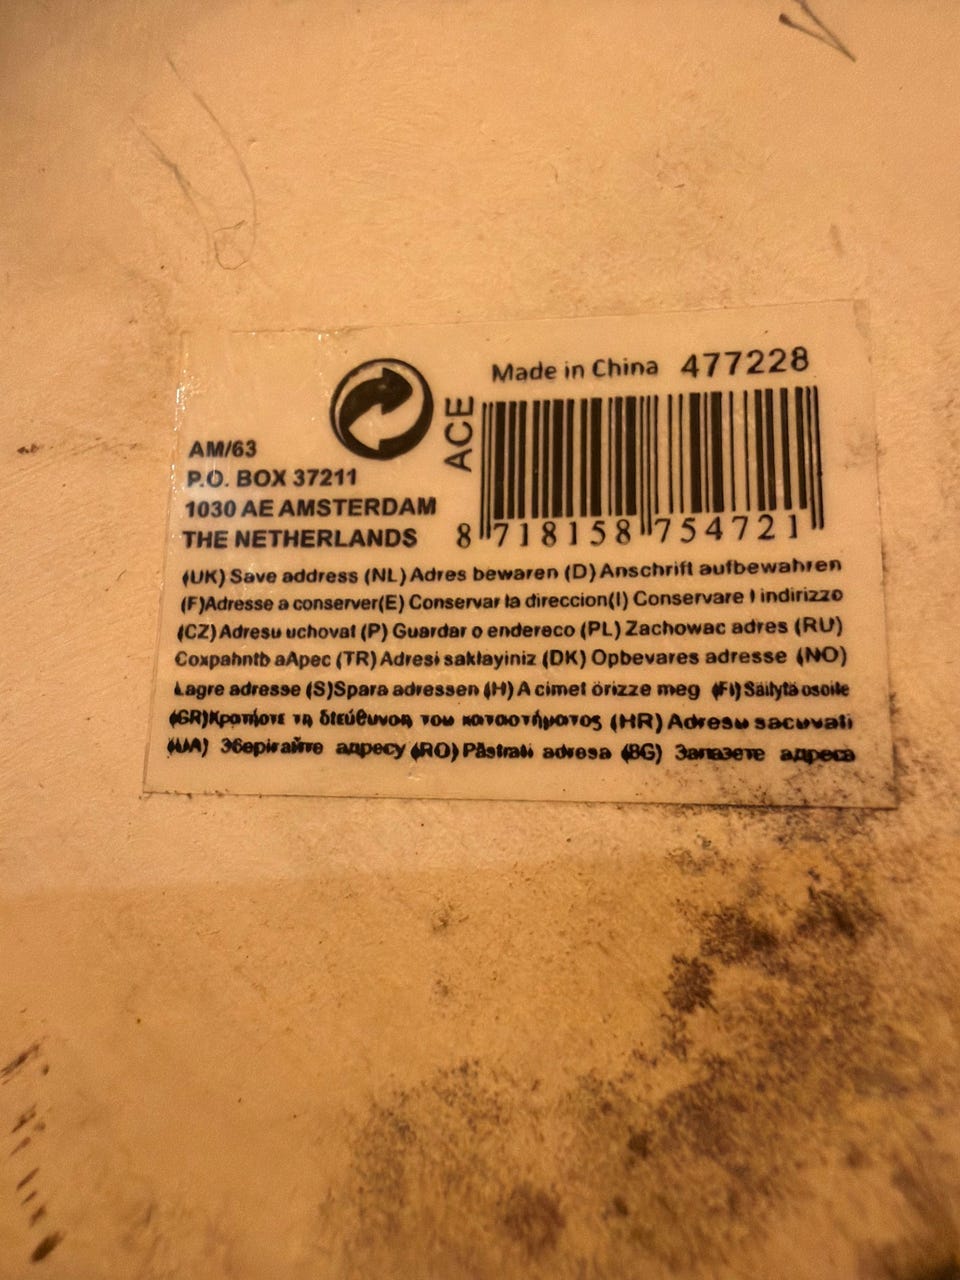 Made in China 477228
ACE
AM/63
P.O. BOX 37211
1030 AE AMSTERDAM
THE NETHERLANDS
8 718158 754721
(UK) Save address (NL) Adres bewaren (D) Anschrift aufbewahren
(F)Adresse a conserver(E) Conservar la direccion(I) Conservare l indirizzo
(CZ) Adresu uchovat (P) Guardar o endereco (PL) Zachowac adres (RU)
Coxpahntb aApec (TR) Adresi saklayiniz (DK) Opbevares adresse (NO)
Lagre adresse (S)Spara adressen (H) A cimet örizze meg (FI) Säilytä osoite
(GR)Κρατήστε τη διεύθυνση του καταστήματος (HR) Adresu sacuvati
(UA) Зберігайте адресу (RO) Păstrati adresa (BG) Запазете адреса